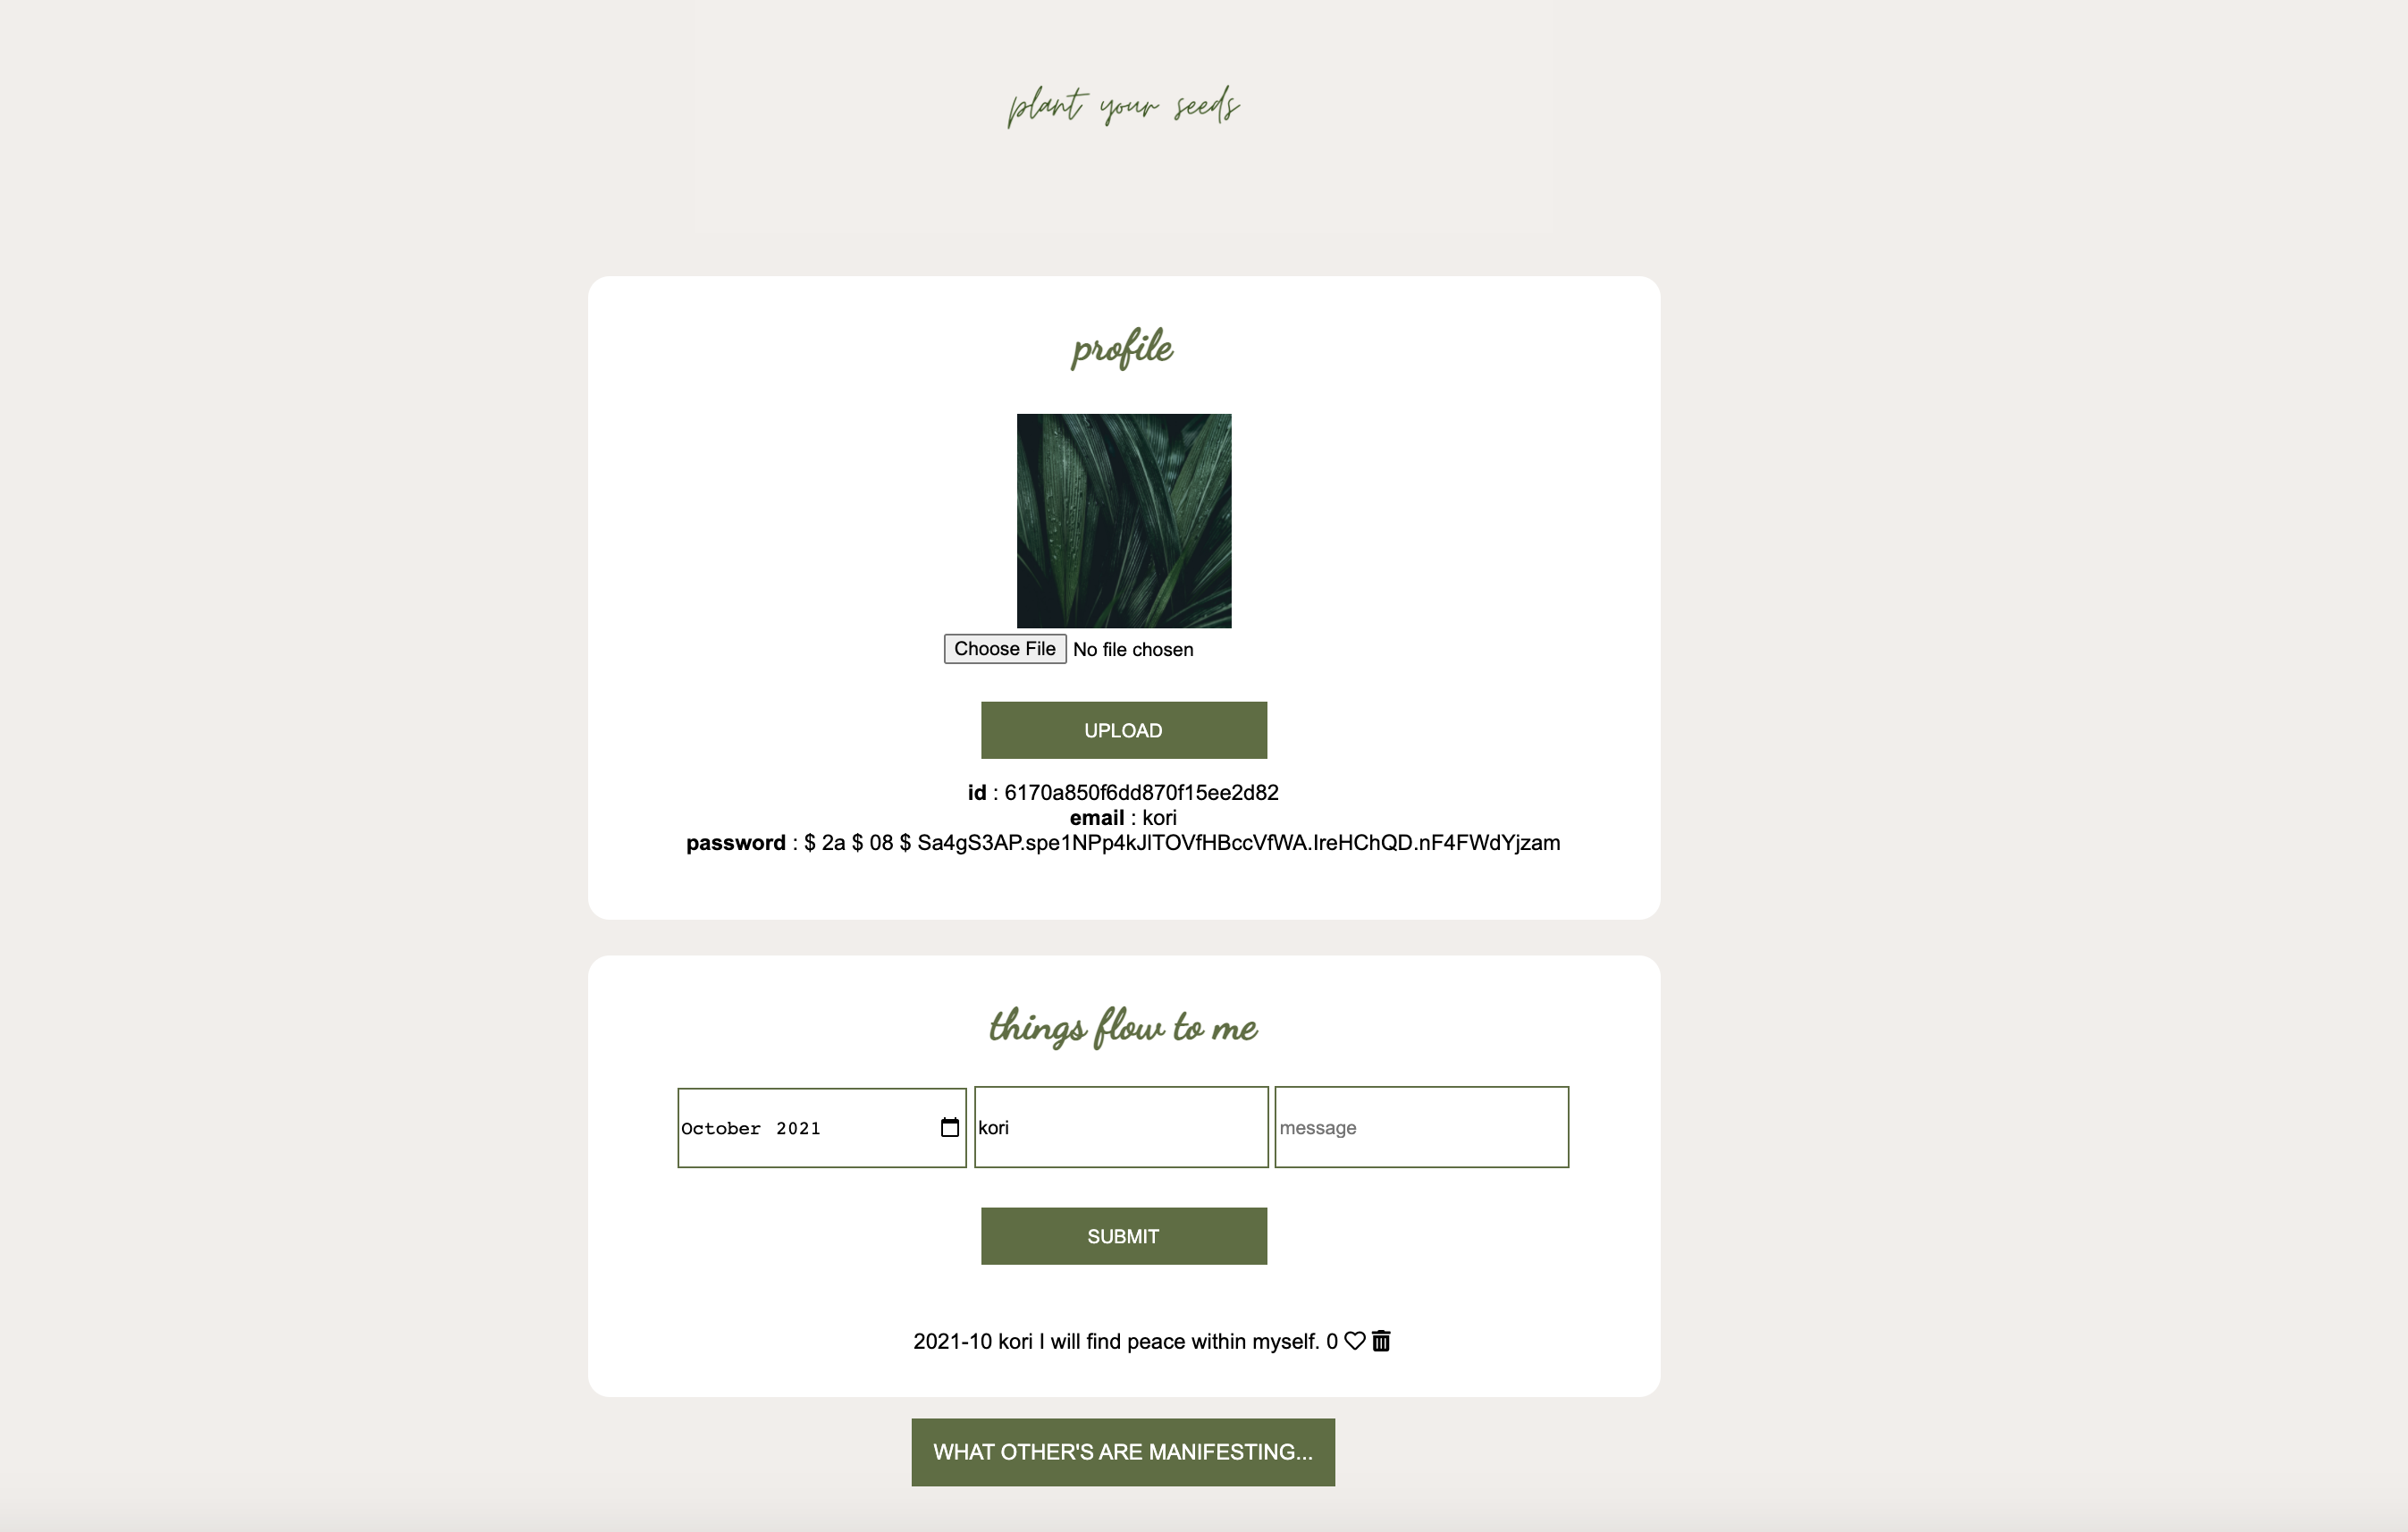 plant your seeds
profile
Choose File No file chosen
UPLOAD
id : 6170a850f6dd870f15ee2d82
email : kori
password : $ 2a $ 08 $ Sa4gS3AP.spe1NPp4kJlTOVfHBccVfWA.IreHChQD.nF4FWdYjzam
things flow to me
October 2021 kori message
SUBMIT
2021-10 kori I will find peace within myself. 0
WHAT OTHER'S ARE MANIFESTING...